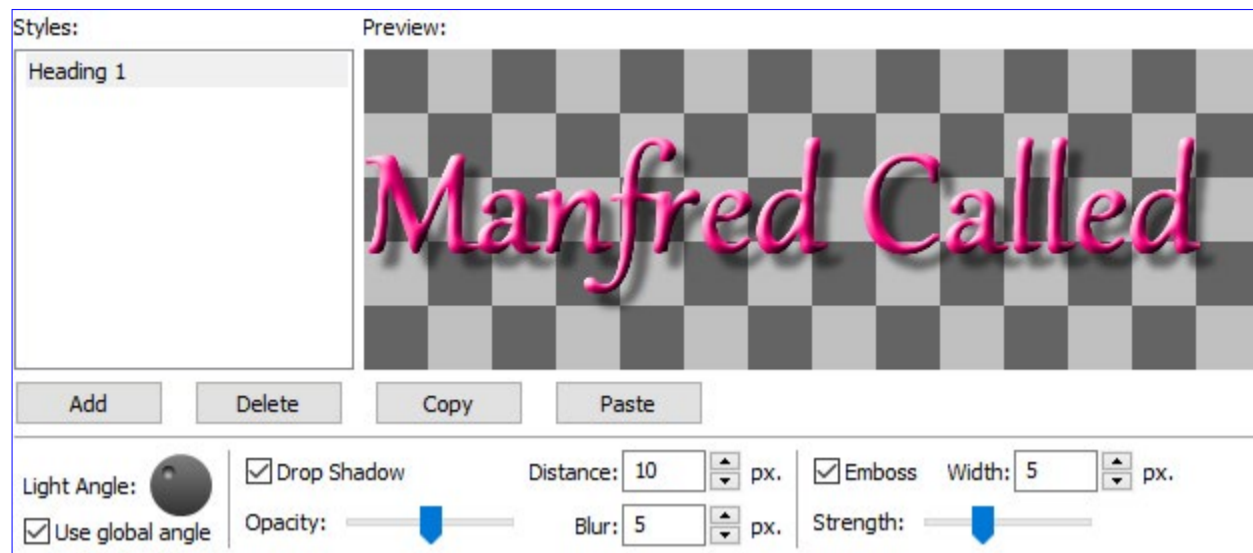 Styles: Preview:
Heading 1
Manfred Called
Add Delete Copy Paste
Light Angle: Drop Shadow Distance: 10 px. Emboss Width: 5 px.
Use global angle Opacity: Blur: 5 px. Strength: